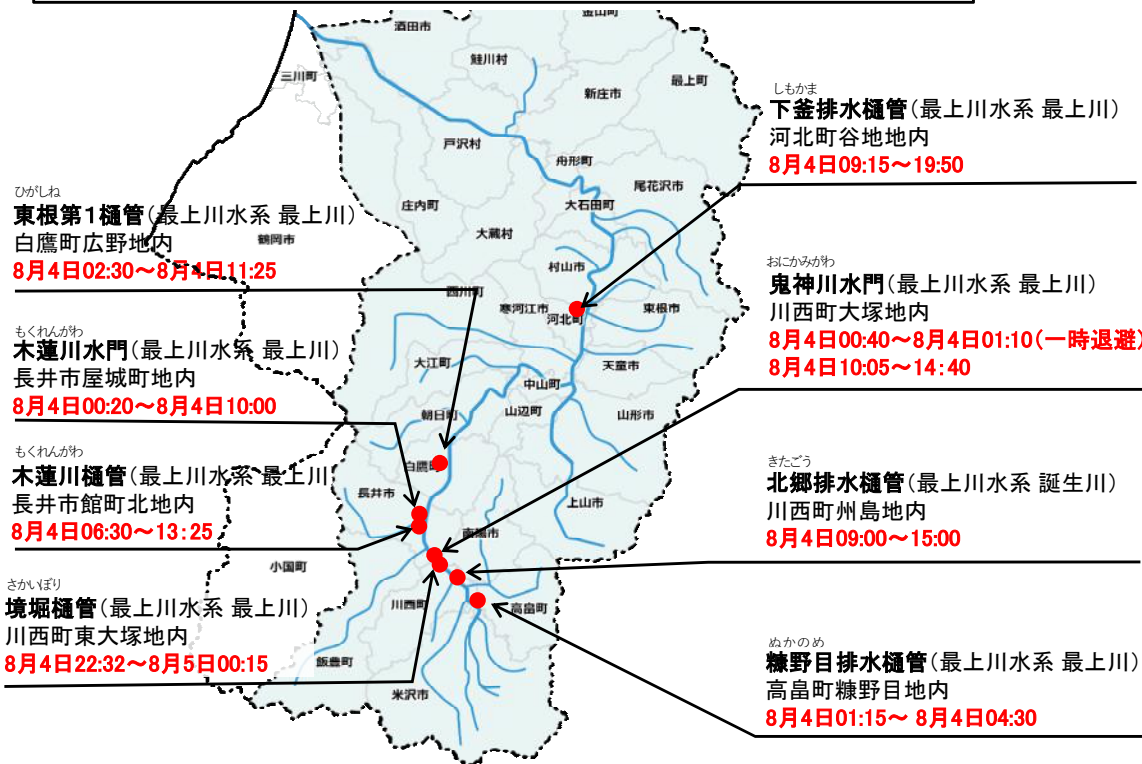 金山町
酒田市
鮭川村
最上町
三川町
新庄市
戸沢村
舟形町
尾花沢市
庄内町
大石田町
鶴岡市
大蔵村
村山市
西川町
寒河江市
河北町
東根市
大江町
天童市
中山町
朝日町
山辺町
山形市
白鷹町
長井市
上山市
南陽市
小国町
川西町
高畠町
飯豊町
米沢市
ひがしね
東根第1樋管(最上川水系 最上川)
白鷹町広野地内
8月4日02:30～8月4日11:25
もくれんがわ
木蓮川水門(最上川水系 最上川)
長井市屋城町地内
8月4日00:20～8月4日10:00
もくれんがわ
木蓮川樋管(最上川水系 最上川
長井市館町北地内
8月4日06:30～13:25
さかいぼり
境堀樋管(最上川水系 最上川)
川西町東大塚地内
8月4日22:32～8月5日00:15
しもかま
下釜排水樋管(最上川水系 最上川)
河北町谷地地内
8月4日09:15～19:50
おにかみがわ
鬼神川水門(最上川水系 最上川)
川西町大塚地内
8月4日00:40～8月4日01:10(一時退避)
8月4日10:05～14:40
きたごう
北郷排水樋管(最上川水系 誕生川)
川西町州島地内
8月4日09:00～15:00
ぬかのめ
糠野目排水樋管(最上川水系 最上川)
高畠町糠野目地内
8月4日01:15～ 8月4日04:30